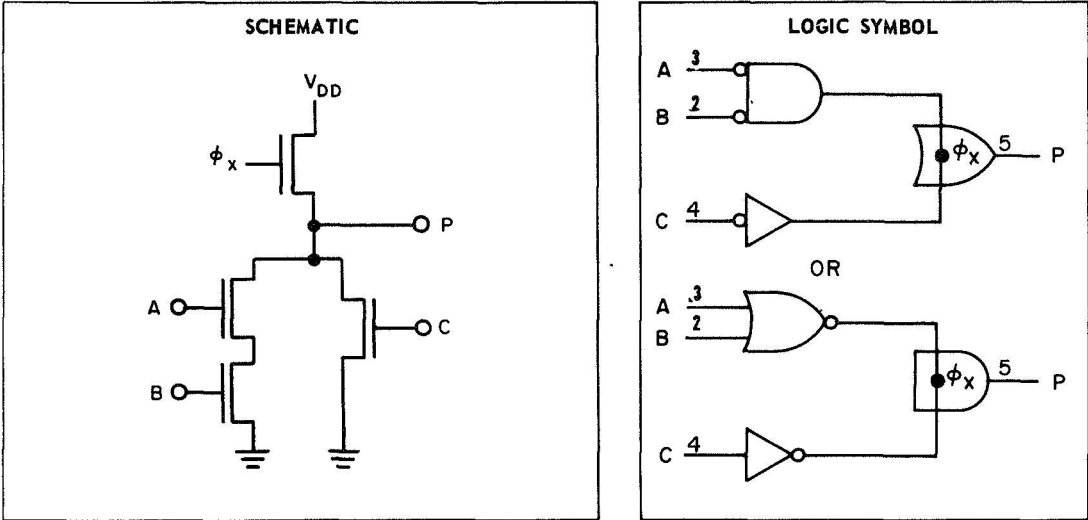 SCHEMATIC
VDD
ϕx
P
A
C
B
LOGIC SYMBOL
A 3
B 2
ϕx 5 P
C 4
OR
A 3
B 2
ϕx 5 P
C 4